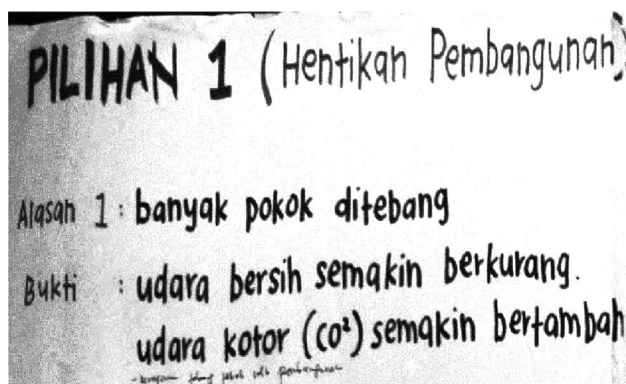 PILIHAN 1 (Hentikan Pembangunan)
Alasan 1 : banyak pokok ditebang
Bukti : udara bersih semakin berkurang.
udara kotor (CO²) semakin bertambah